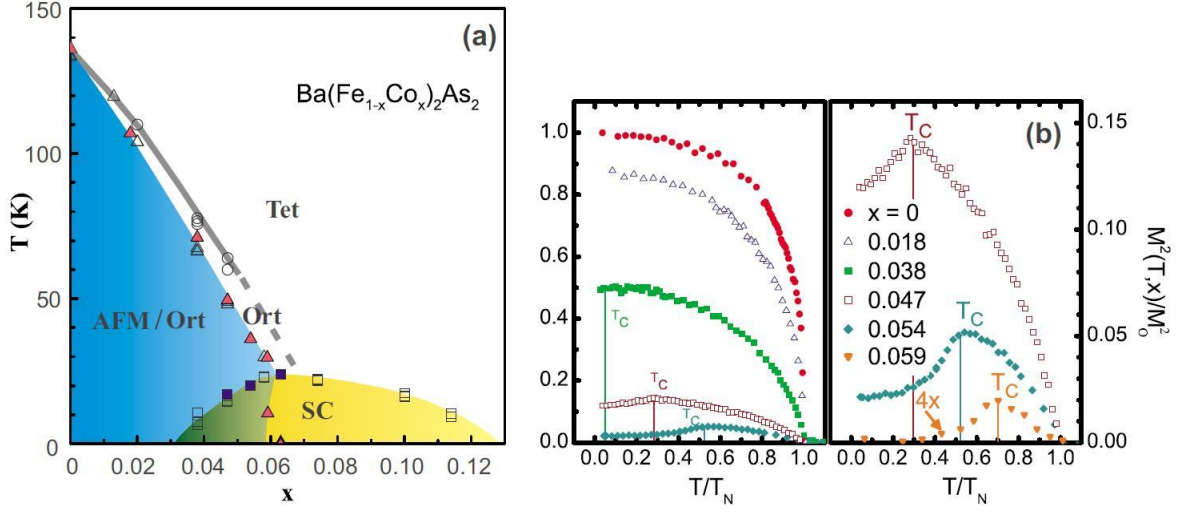 150
100
50
0
T (K)
(a)
Ba(Fe1-xCox)2As2
Tet
AFM / Ort
Ort
SC
0
0.02
0.04
0.06
0.08
0.10
0.12
x
1.0
0.8
0.6
0.4
0.2
0.0
TC
TC
TC
0.0
0.2
0.4
0.6
0.8
1.0
T/TN
(b)
TC
x = 0
0.018
0.038
0.047
0.054
0.059
TC
TC
4x
0.0
0.2
0.4
0.6
0.8
1.0
T/TN
0.15
0.10
0.05
0.00
M²(T,x)/M²O